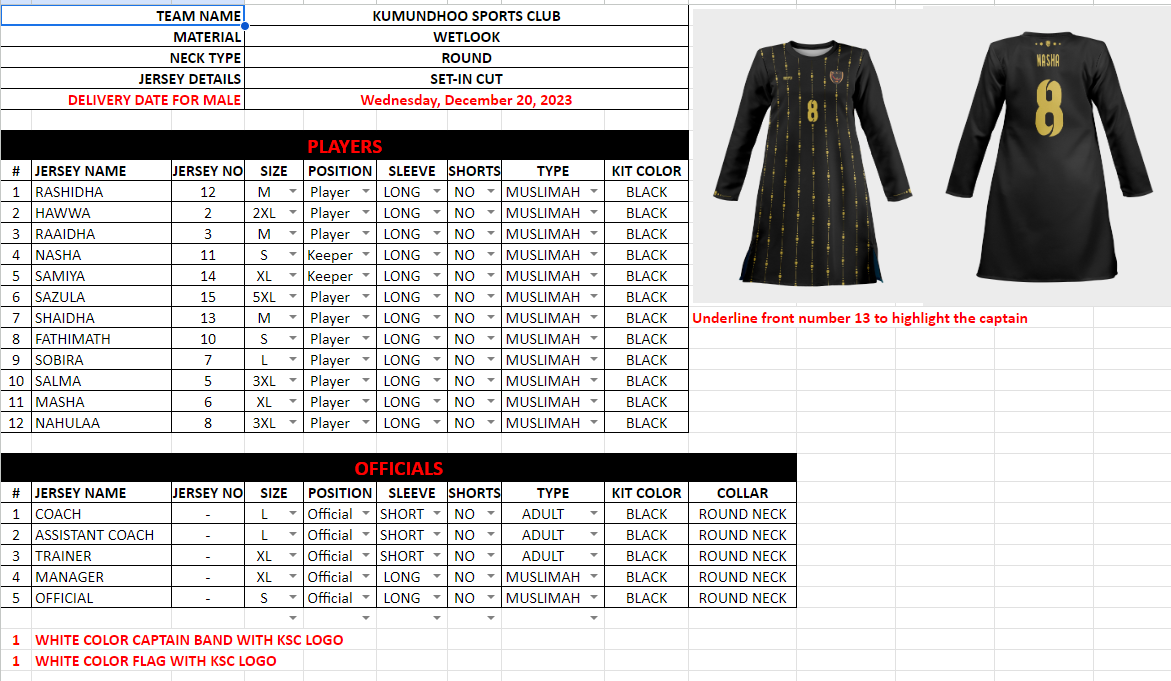 TEAM NAME KUMUNDHOO SPORTS CLUB
MATERIAL WETLOOK
NECK TYPE ROUND
JERSEY DETAILS SET-IN CUT
DELIVERY DATE FOR MALE Wednesday, December 20, 2023
8
NASHA
8
Underline front number 13 to highlight the captain
PLAYERS
# JERSEY NAME JERSEY NO SIZE POSITION SLEEVE SHORTS TYPE KIT COLOR
1 RASHIDHA 12 M Player LONG NO MUSLIMAH BLACK
2 HAWWA 2 2XL Player LONG NO MUSLIMAH BLACK
3 RAAIDHA 3 M Player LONG NO MUSLIMAH BLACK
4 NASHA 11 S Keeper LONG NO MUSLIMAH BLACK
5 SAMIYA 14 XL Keeper LONG NO MUSLIMAH BLACK
6 SAZULA 15 5XL Player LONG NO MUSLIMAH BLACK
7 SHAIDHA 13 M Player LONG NO MUSLIMAH BLACK
8 FATHIMATH 10 S Player LONG NO MUSLIMAH BLACK
9 SOBIRA 7 L Player LONG NO MUSLIMAH BLACK
10 SALMA 5 3XL Player LONG NO MUSLIMAH BLACK
11 MASHA 6 XL Player LONG NO MUSLIMAH BLACK
12 NAHULAA 8 3XL Player LONG NO MUSLIMAH BLACK
OFFICIALS
# JERSEY NAME JERSEY NO SIZE POSITION SLEEVE SHORTS TYPE KIT COLOR COLLAR
1 COACH - L Official SHORT NO ADULT BLACK ROUND NECK
2 ASSISTANT COACH - L Official SHORT NO ADULT BLACK ROUND NECK
3 TRAINER - XL Official SHORT NO ADULT BLACK ROUND NECK
4 MANAGER - XL Official LONG NO MUSLIMAH BLACK ROUND NECK
5 OFFICIAL - S Official LONG NO MUSLIMAH BLACK ROUND NECK
1 WHITE COLOR CAPTAIN BAND WITH KSC LOGO
1 WHITE COLOR FLAG WITH KSC LOGO